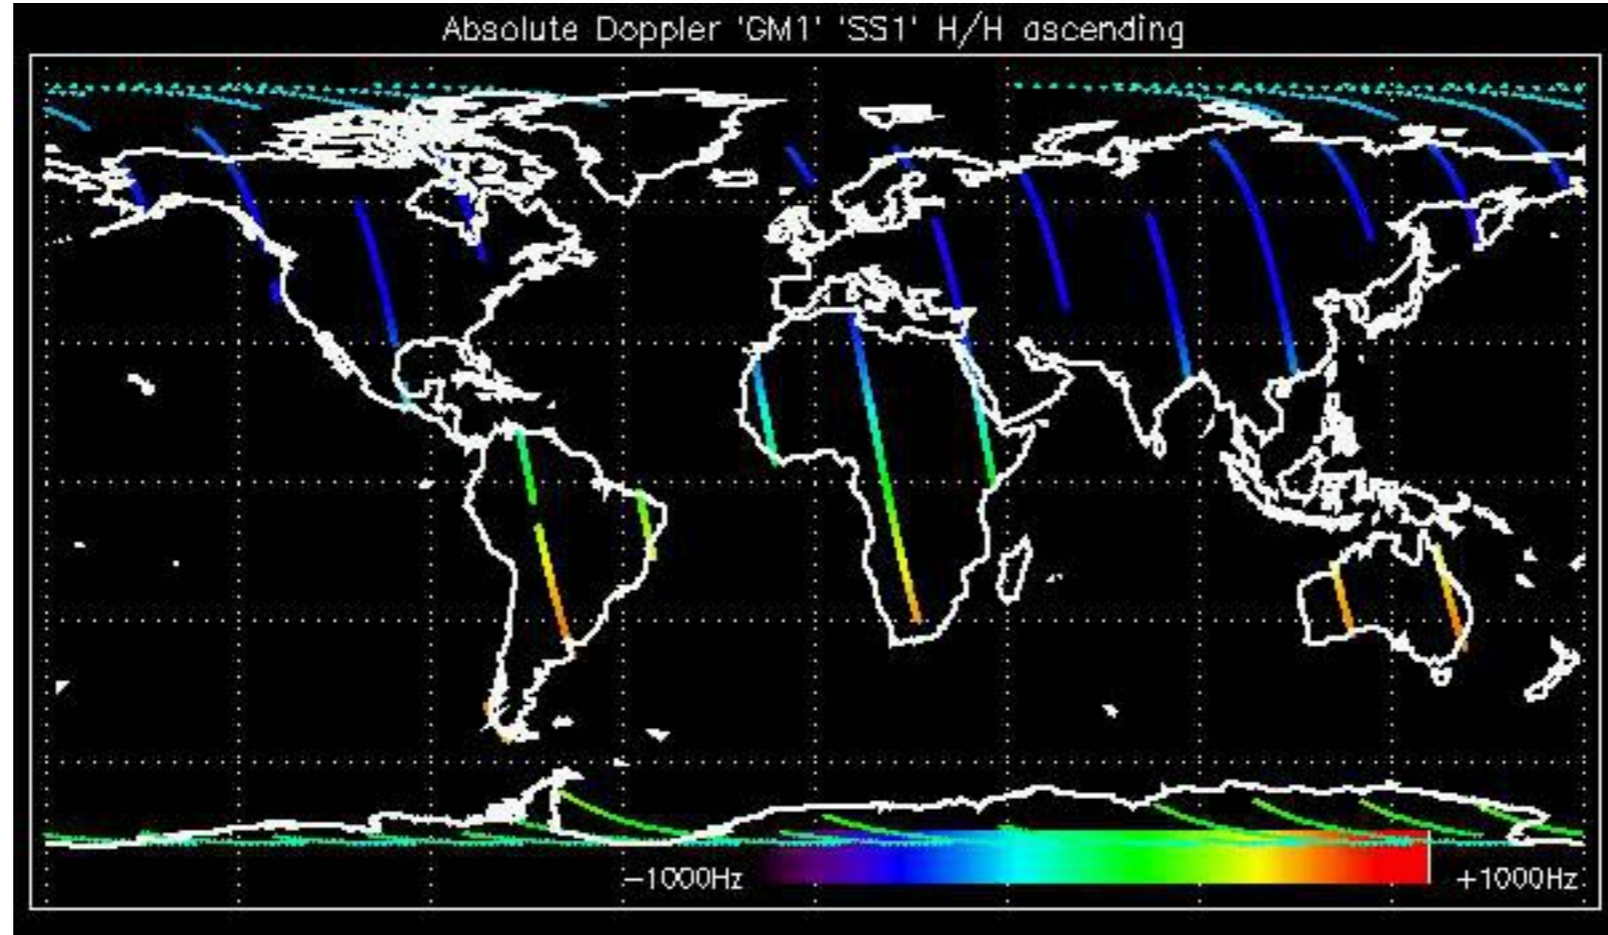 Absolute Doppler 'GM1' 'SS1' H/H ascending
−1000Hz +1000Hz